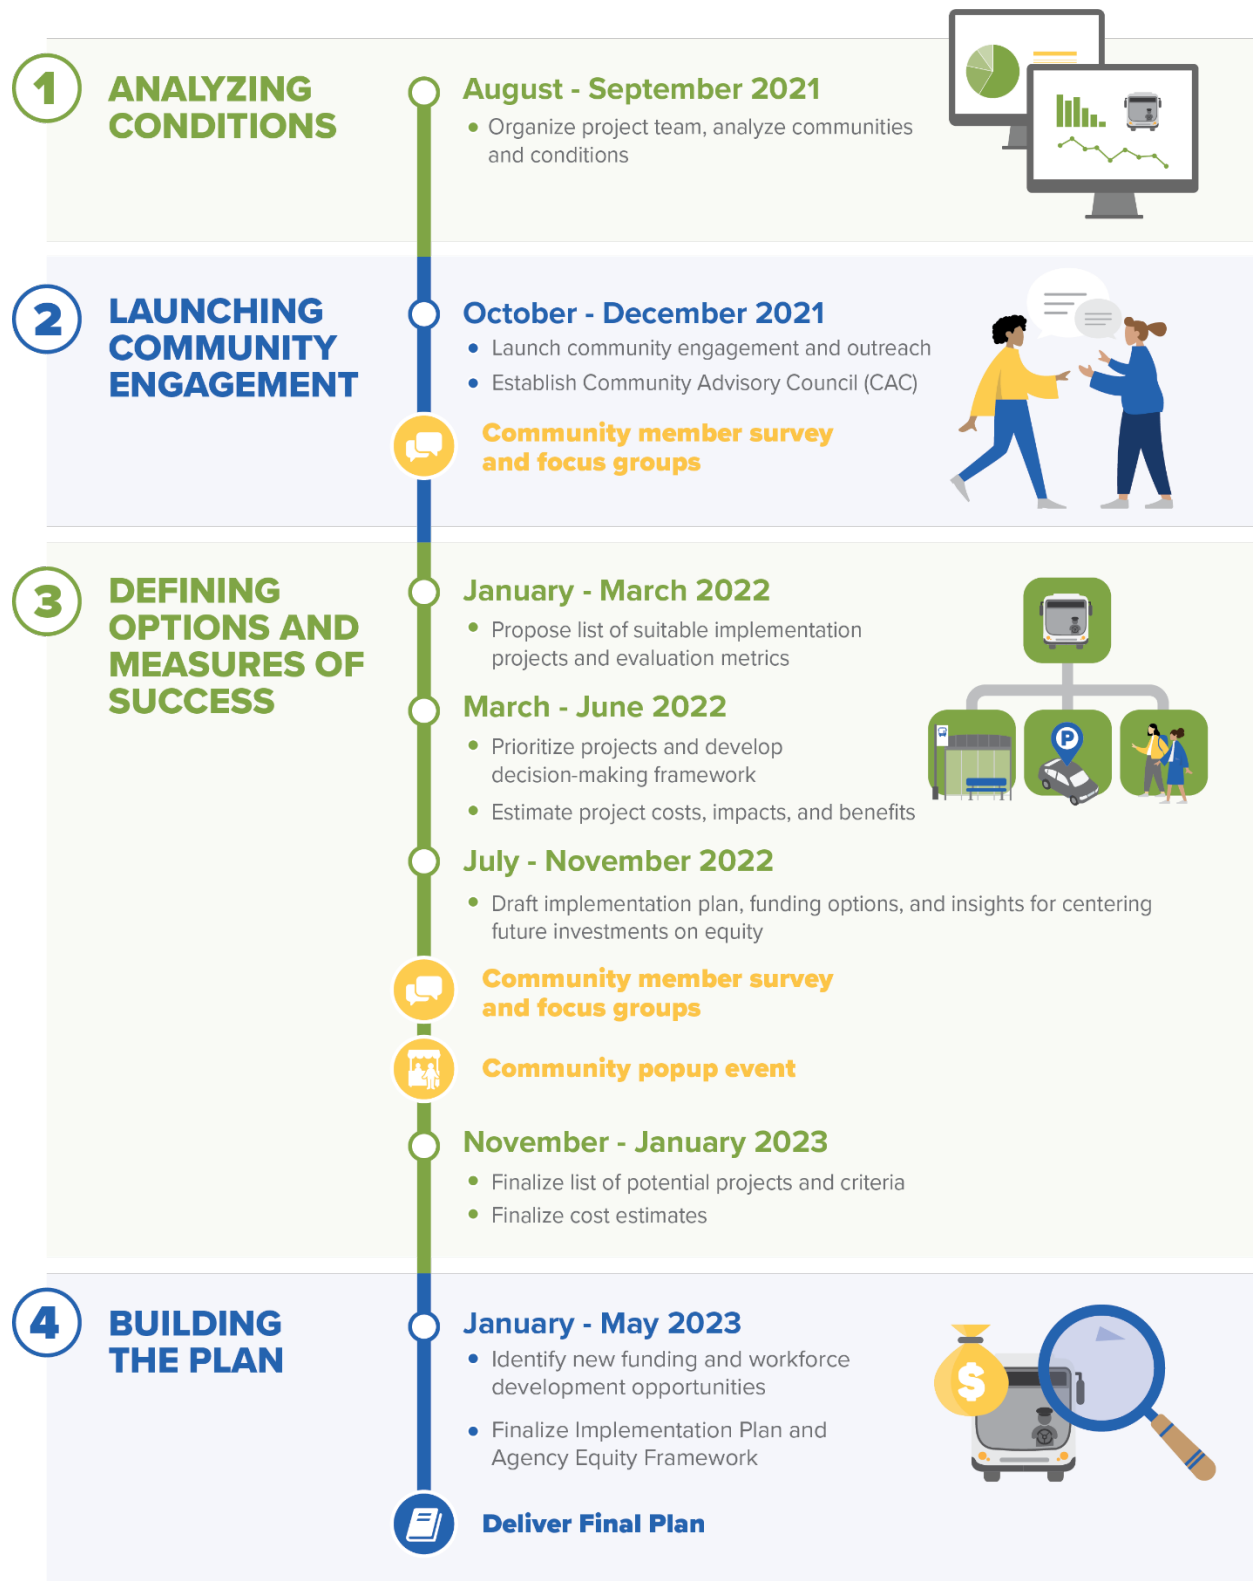 1
ANALYZING
CONDITIONS
August - September 2021
• Organize project team, analyze communities
and conditions
2
LAUNCHING
COMMUNITY
ENGAGEMENT
October - December 2021
• Launch community engagement and outreach
• Establish Community Advisory Council (CAC)
Community member survey
and focus groups
3
DEFINING
OPTIONS AND
MEASURES OF
SUCCESS
January - March 2022
• Propose list of suitable implementation
projects and evaluation metrics
March - June 2022
• Prioritize projects and develop
decision-making framework
• Estimate project costs, impacts, and benefits
P
July - November 2022
• Draft implementation plan, funding options, and insights for centering
future investments on equity
Community member survey
and focus groups
Community popup event
November - January 2023
• Finalize list of potential projects and criteria
• Finalize cost estimates
4
BUILDING
THE PLAN
January - May 2023
• Identify new funding and workforce
development opportunities
• Finalize Implementation Plan and
Agency Equity Framework
$
Deliver Final Plan